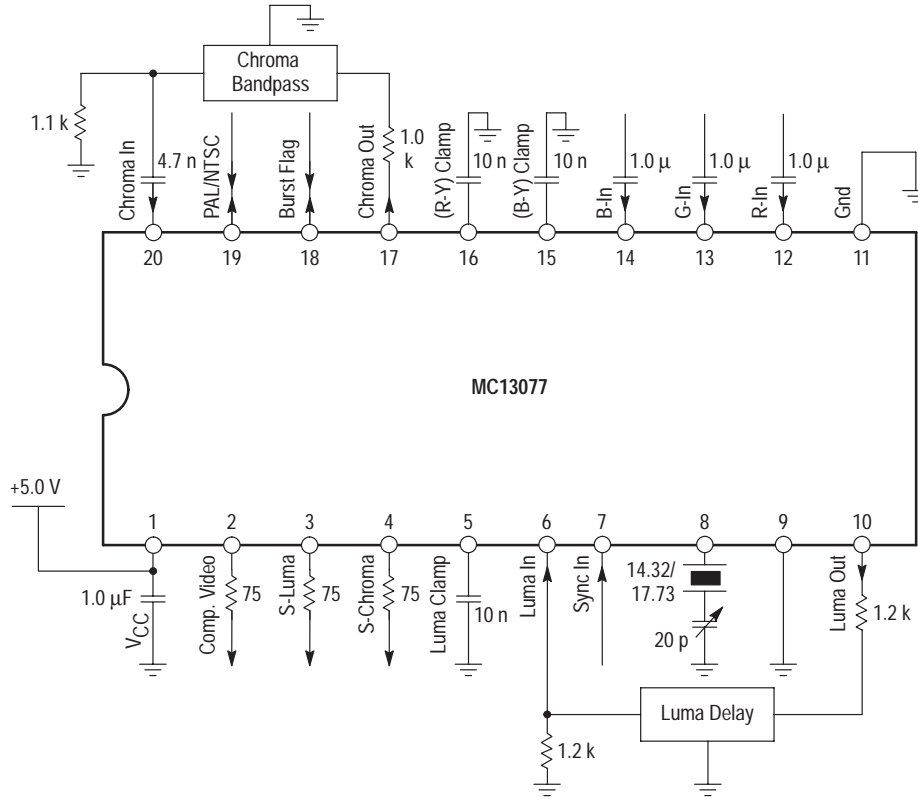 Chroma
Bandpass
1.1 k
4.7 n
1.0
k
10 n
10 n
1.0 μ
1.0 μ
1.0 μ
Chroma In
PAL/NTSC
Burst Flag
Chroma Out
(R-Y) Clamp
(B-Y) Clamp
B-In
G-In
R-In
Gnd
20
19
18
17
16
15
14
13
12
11
MC13077
+5.0 V
1
2
3
4
5
6
7
8
9
10
1.0 μF
VCC
Comp. Video
75
S-Luma
75
S-Chroma
75
Luma Clamp
10 n
Luma In
Sync In
14.32/
17.73
20 p
Luma Out
1.2 k
Luma Delay
1.2 k